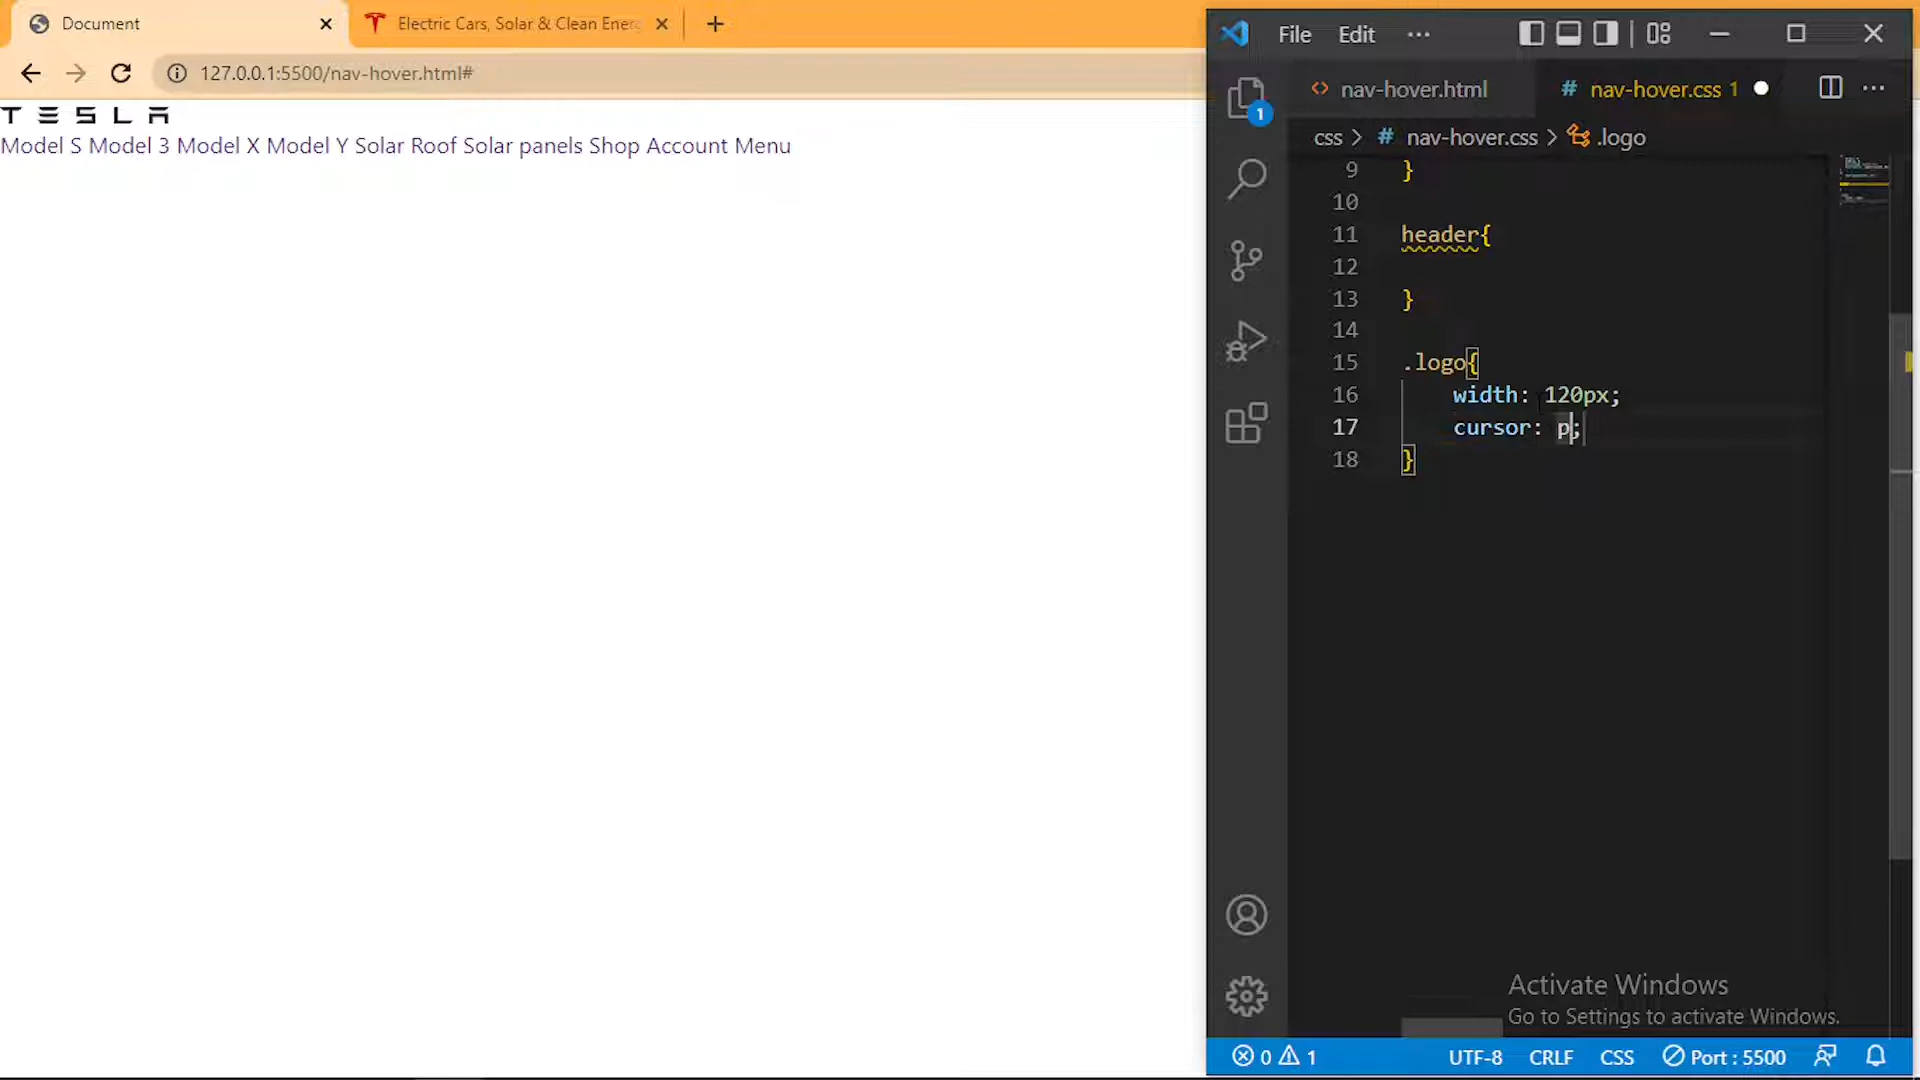 Document
Electric Cars, Solar & Clean Ener
127.0.0.1:5500/nav-hover.html#
TESLA
Model S Model 3 Model X Model Y Solar Roof Solar panels Shop Account Menu
File Edit ···
1
nav-hover.html
# nav-hover.css 1
css > # nav-hover.css > .logo
9 }
10
11 header{
12
13 }
14
15 .logo{
16 width: 120px;
17 cursor: p;
18 }
Activate Windows
Go to Settings to activate Windows.
0 1 UTF-8 CRLF CSS Port : 5500